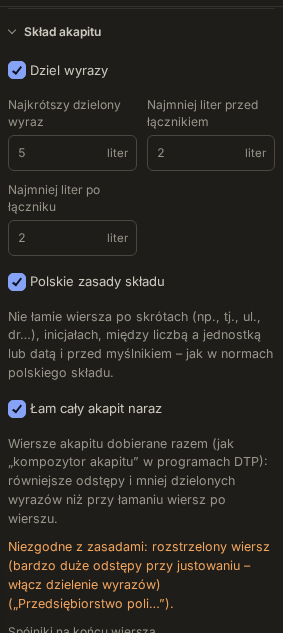 Skład akapitu
Dziel wyrazy
Najkrótszy dzielony wyraz
5 liter
Najmniej liter przed łącznikiem
2 liter
Najmniej liter po łączniku
2 liter
Polskie zasady składu
Nie łamie wiersza po skrótach (np., tj., ul.,
dr…), inicjałach, między liczbą a jednostką
lub datą i przed myślnikiem – jak w normach
polskiego składu.
Łam cały akapit naraz
Wiersze akapitu dobierane razem (jak
„kompozytor akapitu” w programach DTP):
równiejsze odstępy i mniej dzielonych
wyrazów niż przy łamaniu wiersz po
wierszu.
Niezgodne z zasadami: rozstrzelony wiersz
(bardzo duże odstępy przy justowaniu –
włącz dzielenie wyrazów)
(„Przedsiębiorstwo poli…”).
Spójniki na końcu wiersza